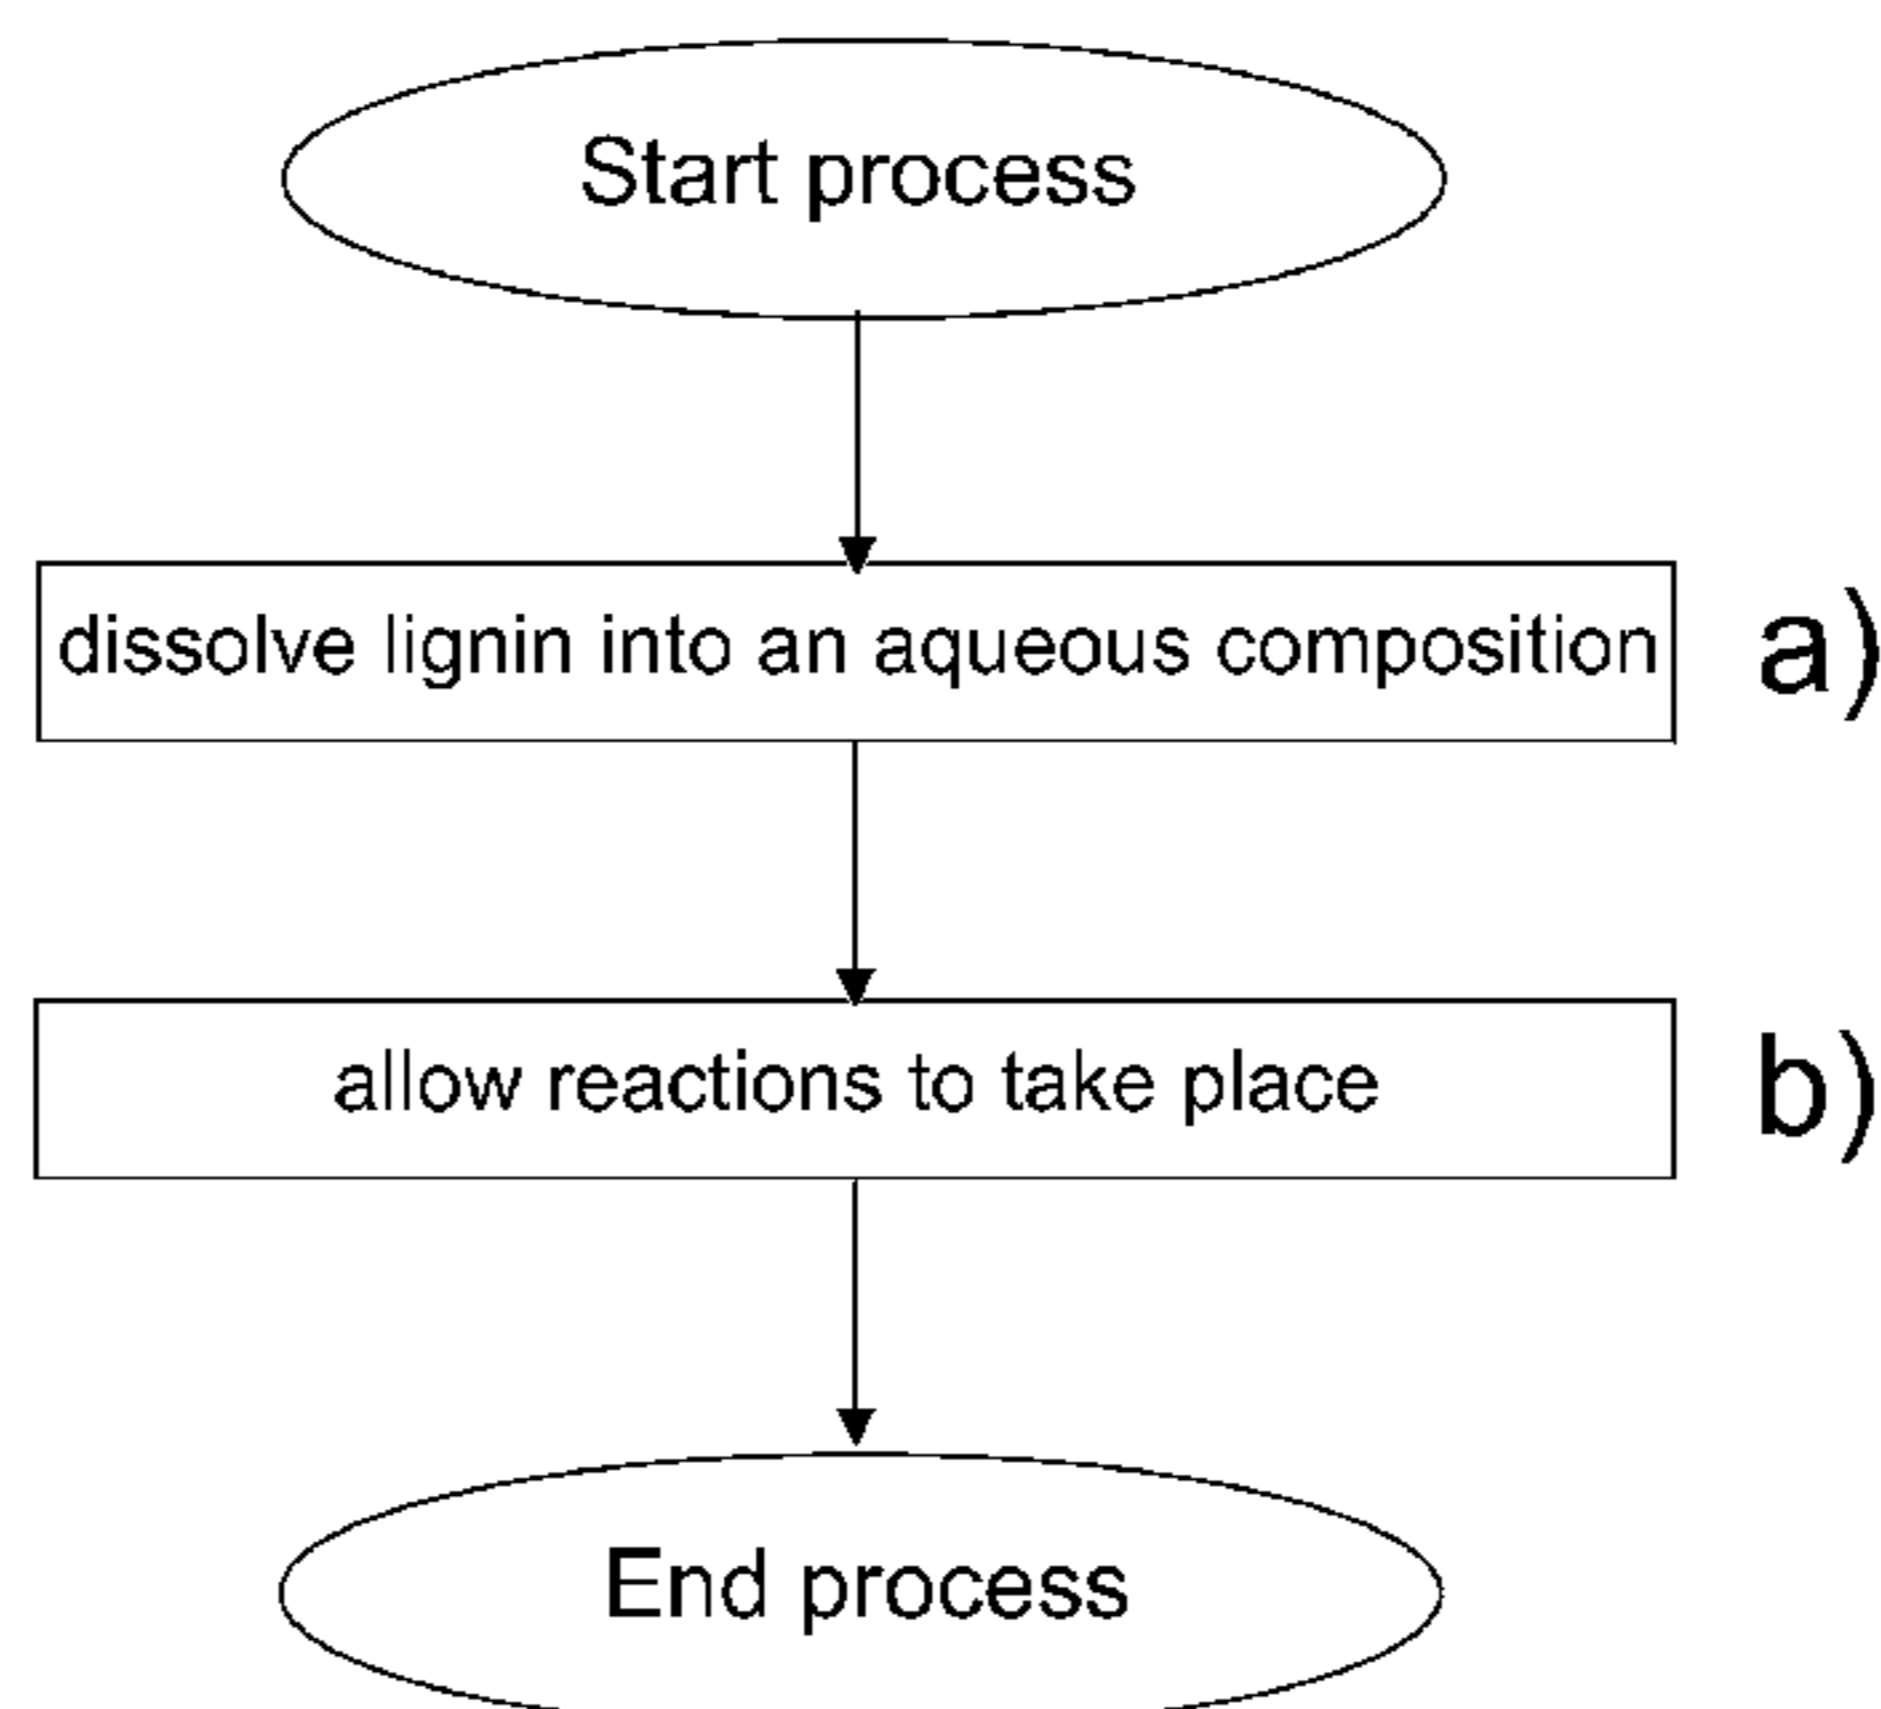 Start process
dissolve lignin into an aqueous composition
a)
allow reactions to take place
b)
End process